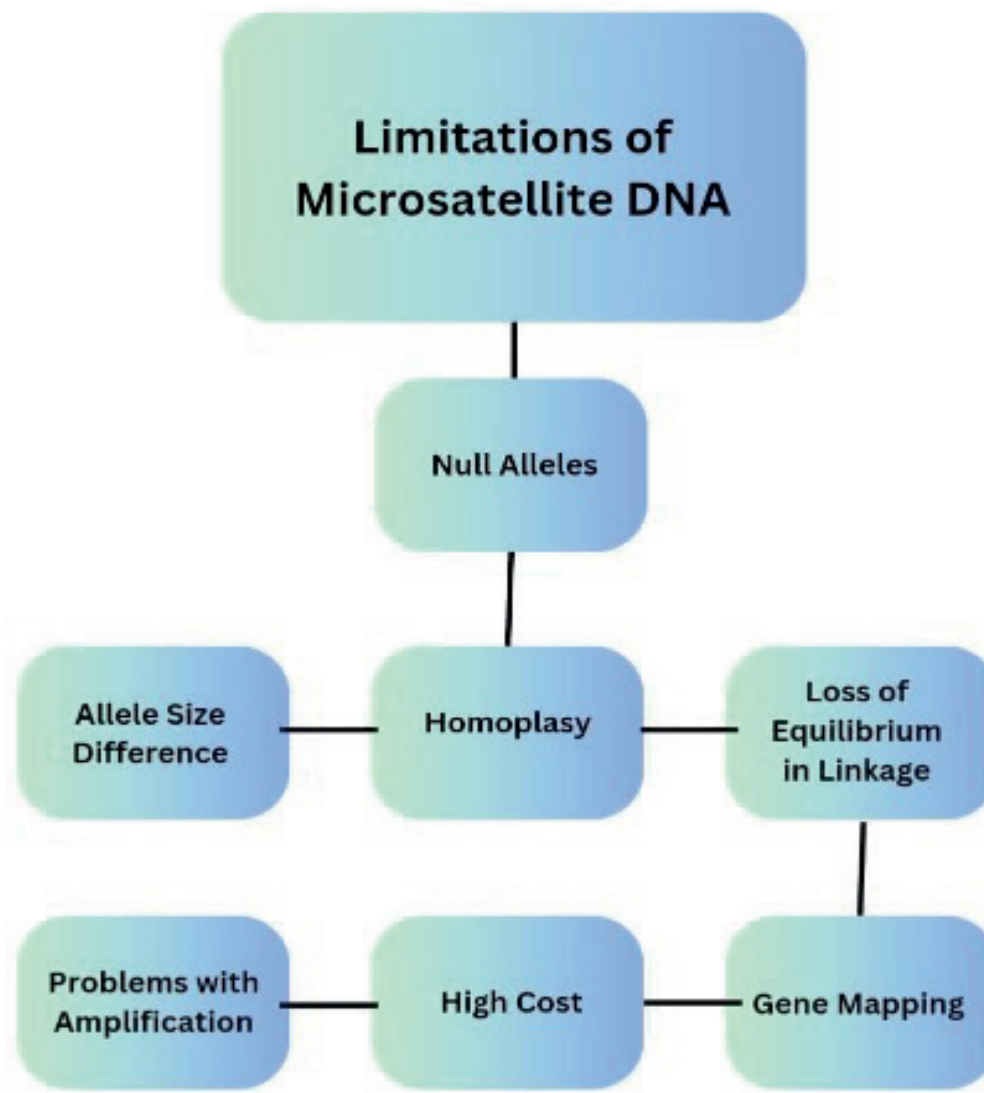 Limitations of
Microsatellite DNA
Null Alleles
Allele Size
Difference
Homoplasy
Loss of
Equilibrium
in Linkage
Problems with
Amplification
High Cost
Gene Mapping